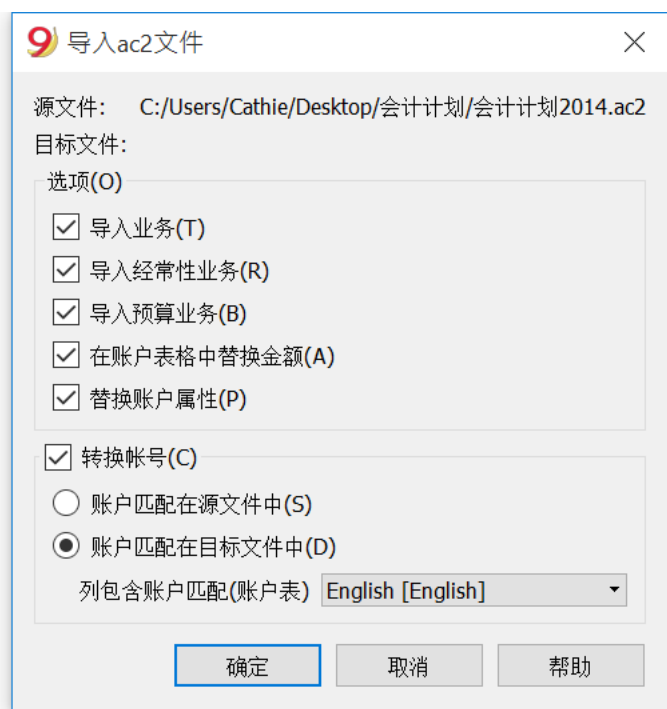 导入ac2文件
源文件: C:/Users/Cathie/Desktop/会计计划/会计计划2014.ac2
目标文件:
选项(O)
导入业务(T)
导入经常性业务(R)
导入预算业务(B)
在账户表格中替换金额(A)
替换账户属性(P)
转换帐号(C)
账户匹配在源文件中(S)
账户匹配在目标文件中(D)
列包含账户匹配(账户表) English [English]
确定 取消 帮助